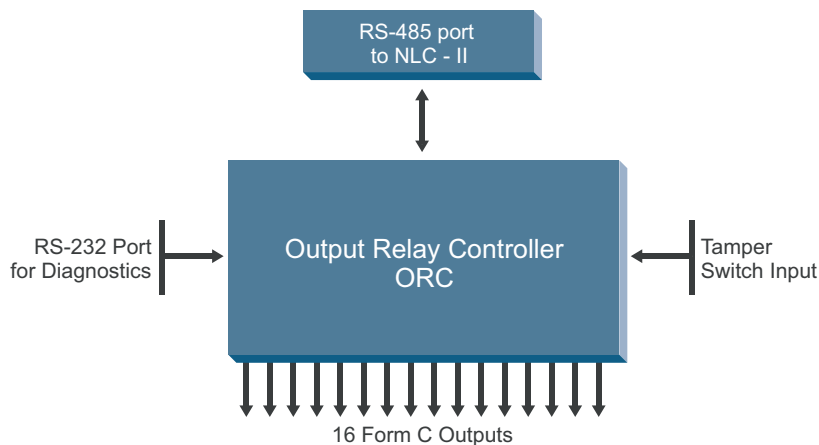 RS-485 port
to NLC - II
RS-232 Port
for Diagnostics
Output Relay Controller
ORC
Tamper
Switch Input
16 Form C Outputs